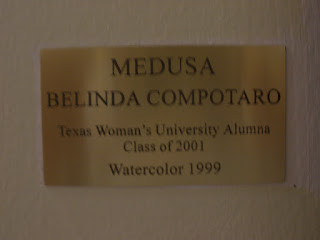 MEDUSA
BELINDA COMPOTARO
Texas Woman's University Alumna
Class of 2001
Watercolor 1999